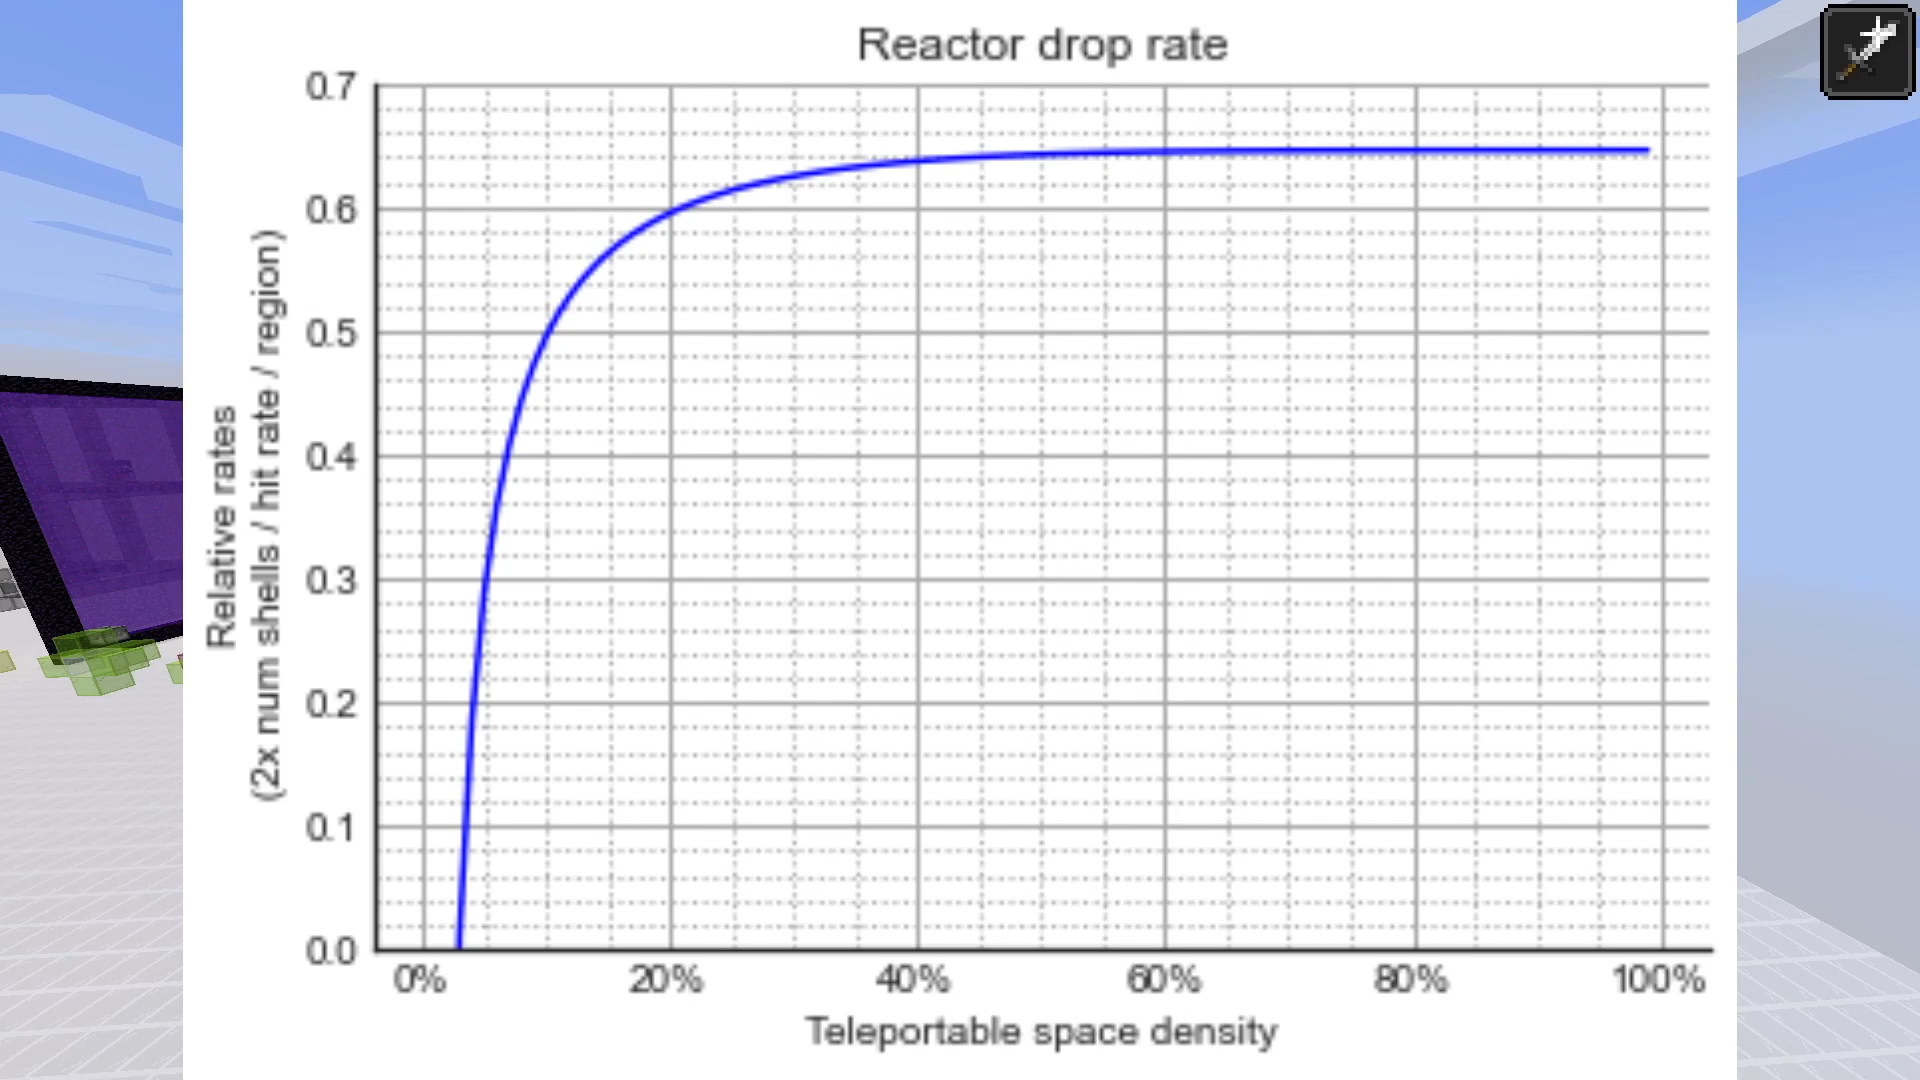 Reactor drop rate
0.7
0.6
0.5
0.4
0.3
0.2
0.1
0.0
Relative rates
(2x num shells / hit rate / region)
0% 20% 40% 60% 80% 100%
Teleportable space density